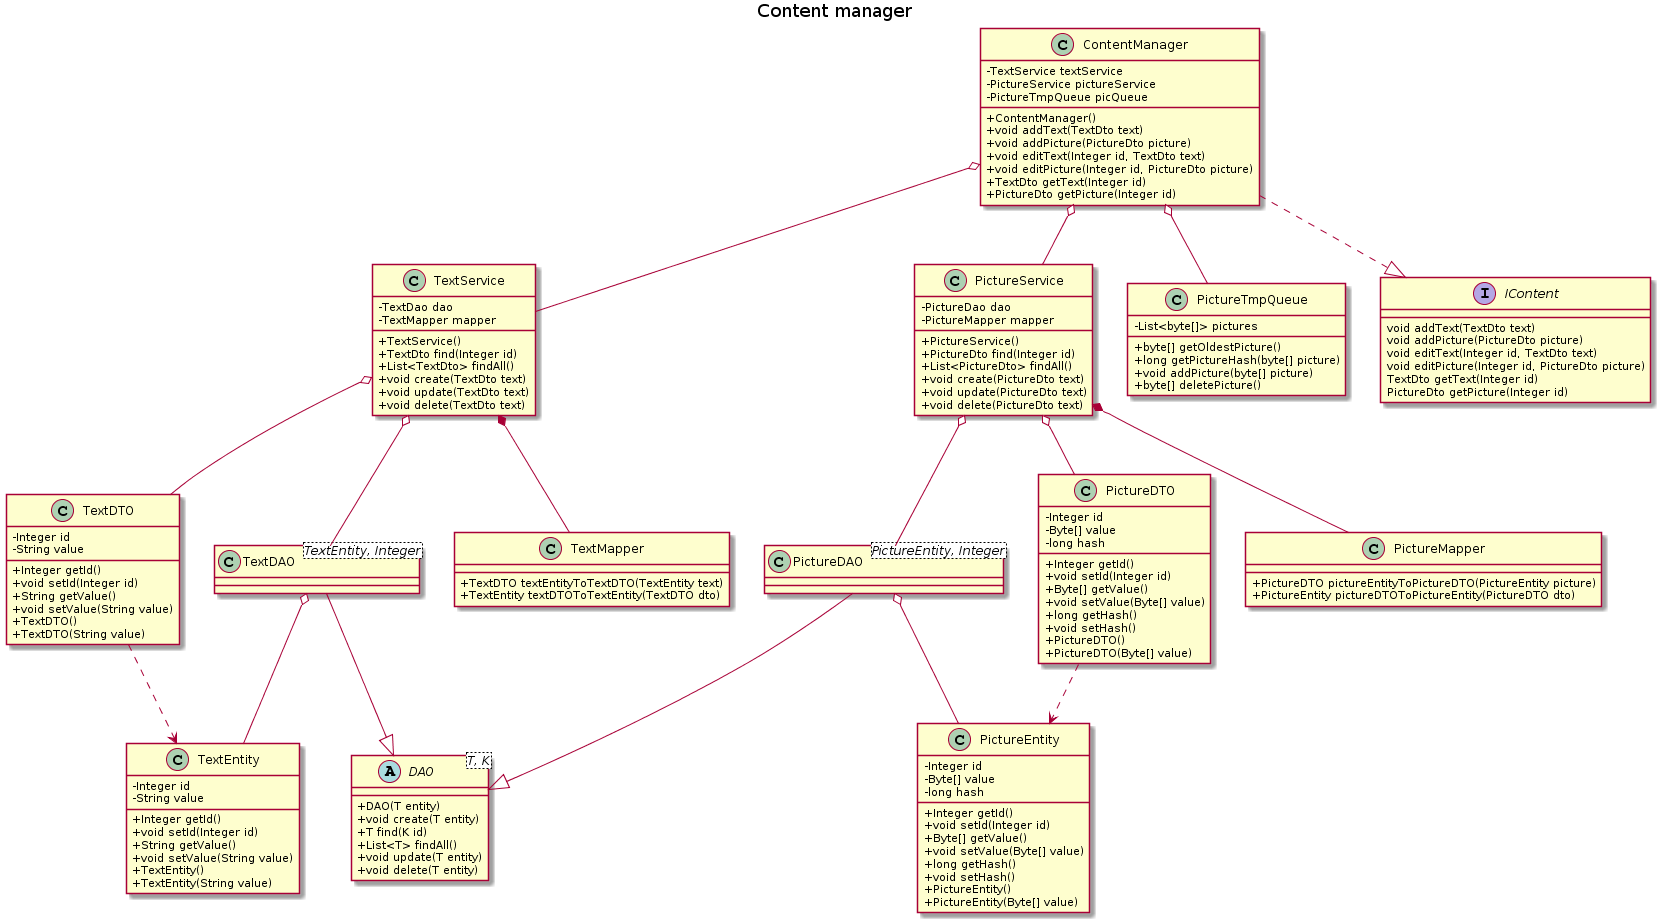 Content manager
C ContentManager
-TextService textService
-PictureService pictureService
-PictureTmpQueue picQueue
+ContentManager()
+void addText(TextDto text)
+void addPicture(PictureDto picture)
+void editText(Integer id, TextDto text)
+void editPicture(Integer id, PictureDto picture)
+TextDto getText(Integer id)
+PictureDto getPicture(Integer id)
C TextService
-TextDao dao
-TextMapper mapper
+TextService()
+TextDto find(Integer id)
+List<TextDto> findAll()
+void create(TextDto text)
+void update(TextDto text)
+void delete(TextDto text)
C PictureService
-PictureDao dao
-PictureMapper mapper
+PictureService()
+PictureDto find(Integer id)
+List<PictureDto> findAll()
+void create(PictureDto text)
+void update(PictureDto text)
+void delete(PictureDto text)
C PictureTmpQueue
-List<byte[]> pictures
+byte[] getOldestPicture()
+long getPictureHash(byte[] picture)
+void addPicture(byte[] picture)
+byte[] deletePicture()
I IContent
void addText(TextDto text)
void addPicture(PictureDto picture)
void editText(Integer id, TextDto text)
void editPicture(Integer id, PictureDto picture)
TextDto getText(Integer id)
PictureDto getPicture(Integer id)
C TextDTO
-Integer id
-String value
+Integer getId()
+void setId(Integer id)
+String getValue()
+void setValue(String value)
+TextDTO()
+TextDTO(String value)
C TextDAO
TextEntity, Integer
C TextMapper
+TextDTO textEntityToTextDTO(TextEntity text)
+TextEntity textDTOToTextEntity(TextDTO dto)
C PictureDAO
PictureEntity, Integer
C PictureDTO
-Integer id
-Byte[] value
-long hash
+Integer getId()
+void setId(Integer id)
+Byte[] getValue()
+void setValue(Byte[] value)
+long getHash()
+void setHash()
+PictureDTO()
+PictureDTO(Byte[] value)
C PictureMapper
+PictureDTO pictureEntityToPictureDTO(PictureEntity picture)
+PictureEntity pictureDTOToPictureEntity(PictureDTO dto)
C TextEntity
-Integer id
-String value
+Integer getId()
+void setId(Integer id)
+String getValue()
+void setValue(String value)
+TextEntity()
+TextEntity(String value)
A DAO
T, K
+DAO(T entity)
+void create(T entity)
+T find(K id)
+List<T> findAll()
+void update(T entity)
+void delete(T entity)
C PictureEntity
-Integer id
-Byte[] value
-long hash
+Integer getId()
+void setId(Integer id)
+Byte[] getValue()
+void setValue(Byte[] value)
+long getHash()
+void setHash()
+PictureEntity()
+PictureEntity(Byte[] value)